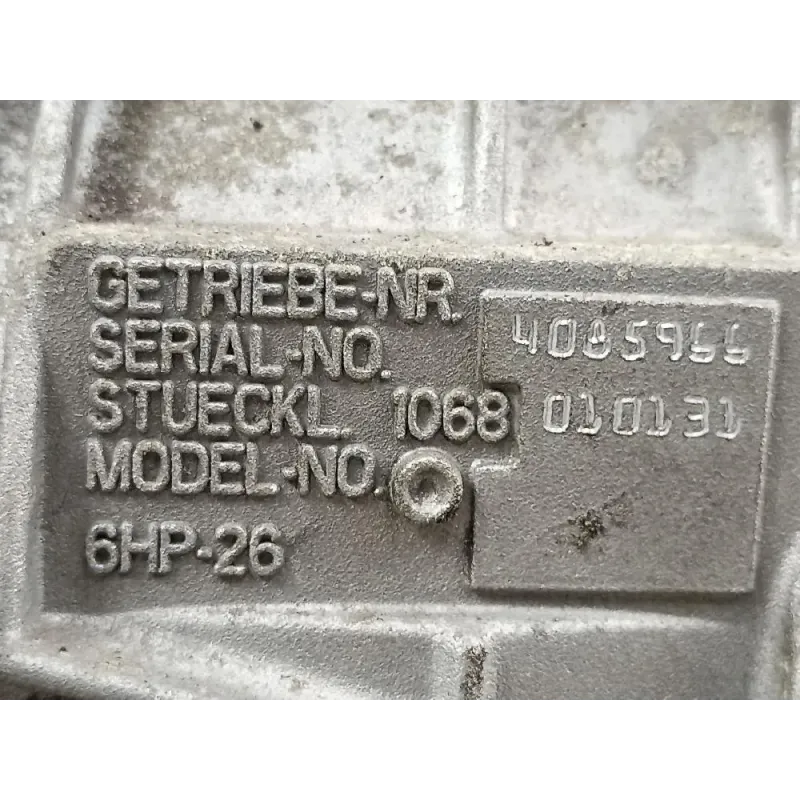 GETRIEBE-NR.
SERIAL-NO. 4085966
STUECKL. 1068 010131
MODEL-NO.
6HP-26